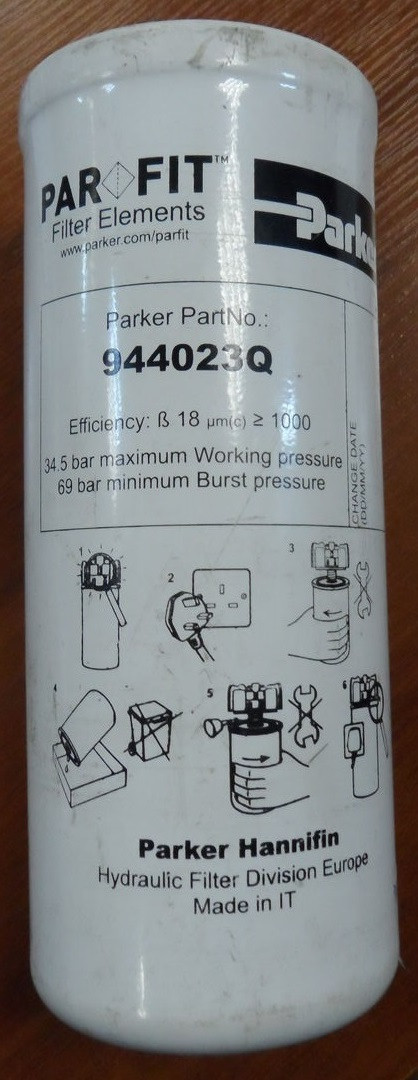 PAR FIT™
Filter Elements
www.parker.com/parfit
Parker
Parker PartNo.:
944023Q
Efficiency: ß 18 µm(c) ≥ 1000
34.5 bar maximum Working pressure
69 bar minimum Burst pressure
CHANGE DATE
(DD/MM/YY)
1
2
3
4
5
6
Parker Hannifin
Hydraulic Filter Division Europe
Made in IT